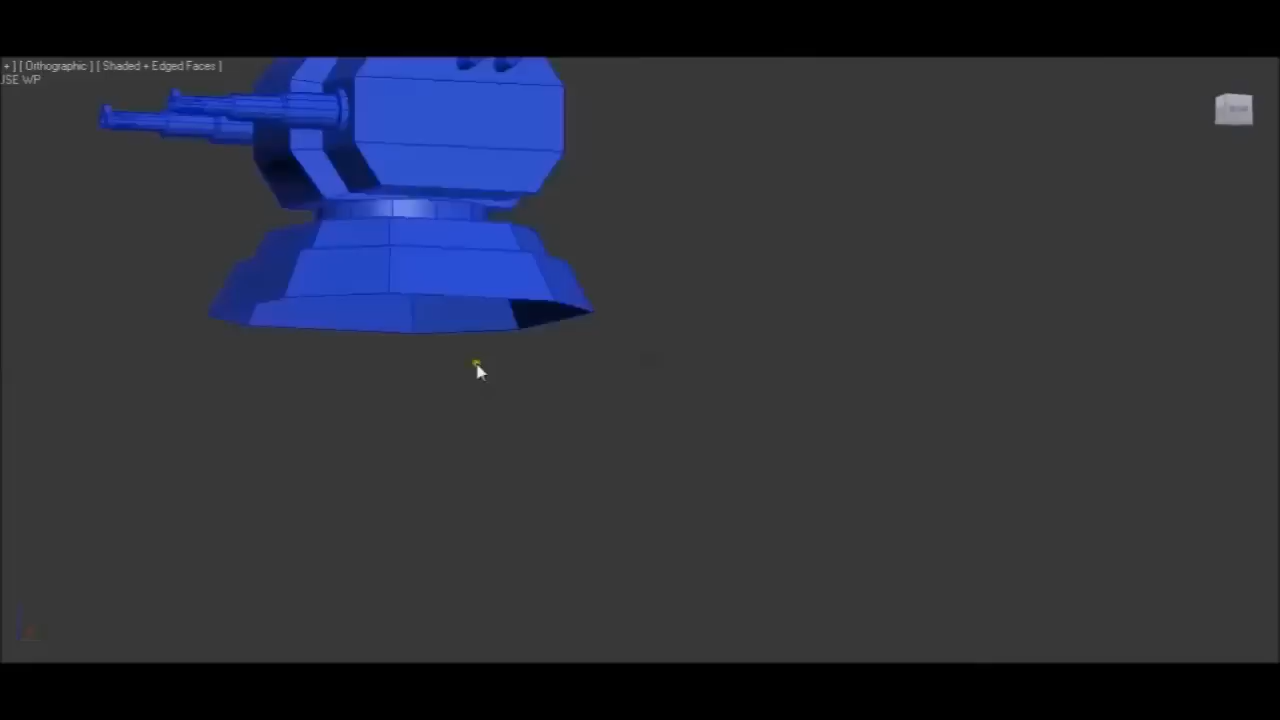 + ] [ Orthographic ] [ Shaded + Edged Faces ]
USE WP